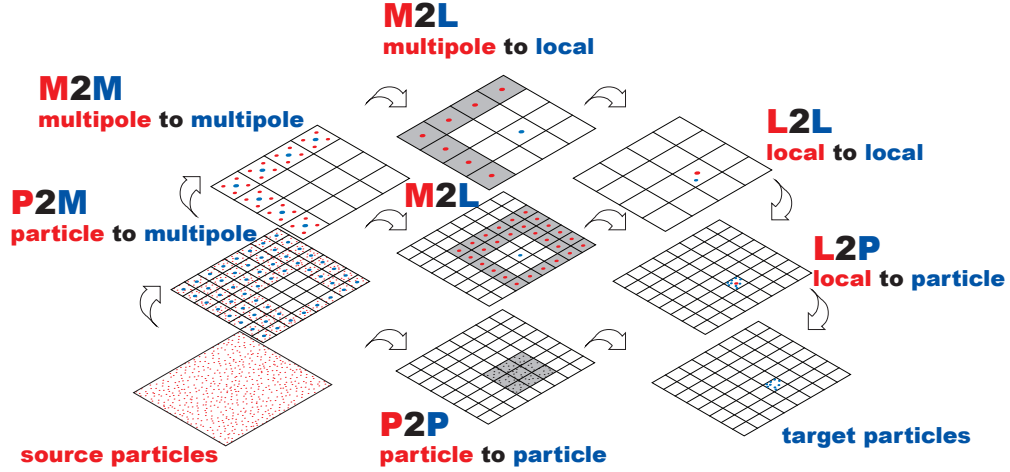 M2L
multipole to local
M2M
multipole to multipole
L2L
local to local
P2M
particle to multipole
M2L
L2P
local to particle
P2P
particle to particle
source particles
target particles